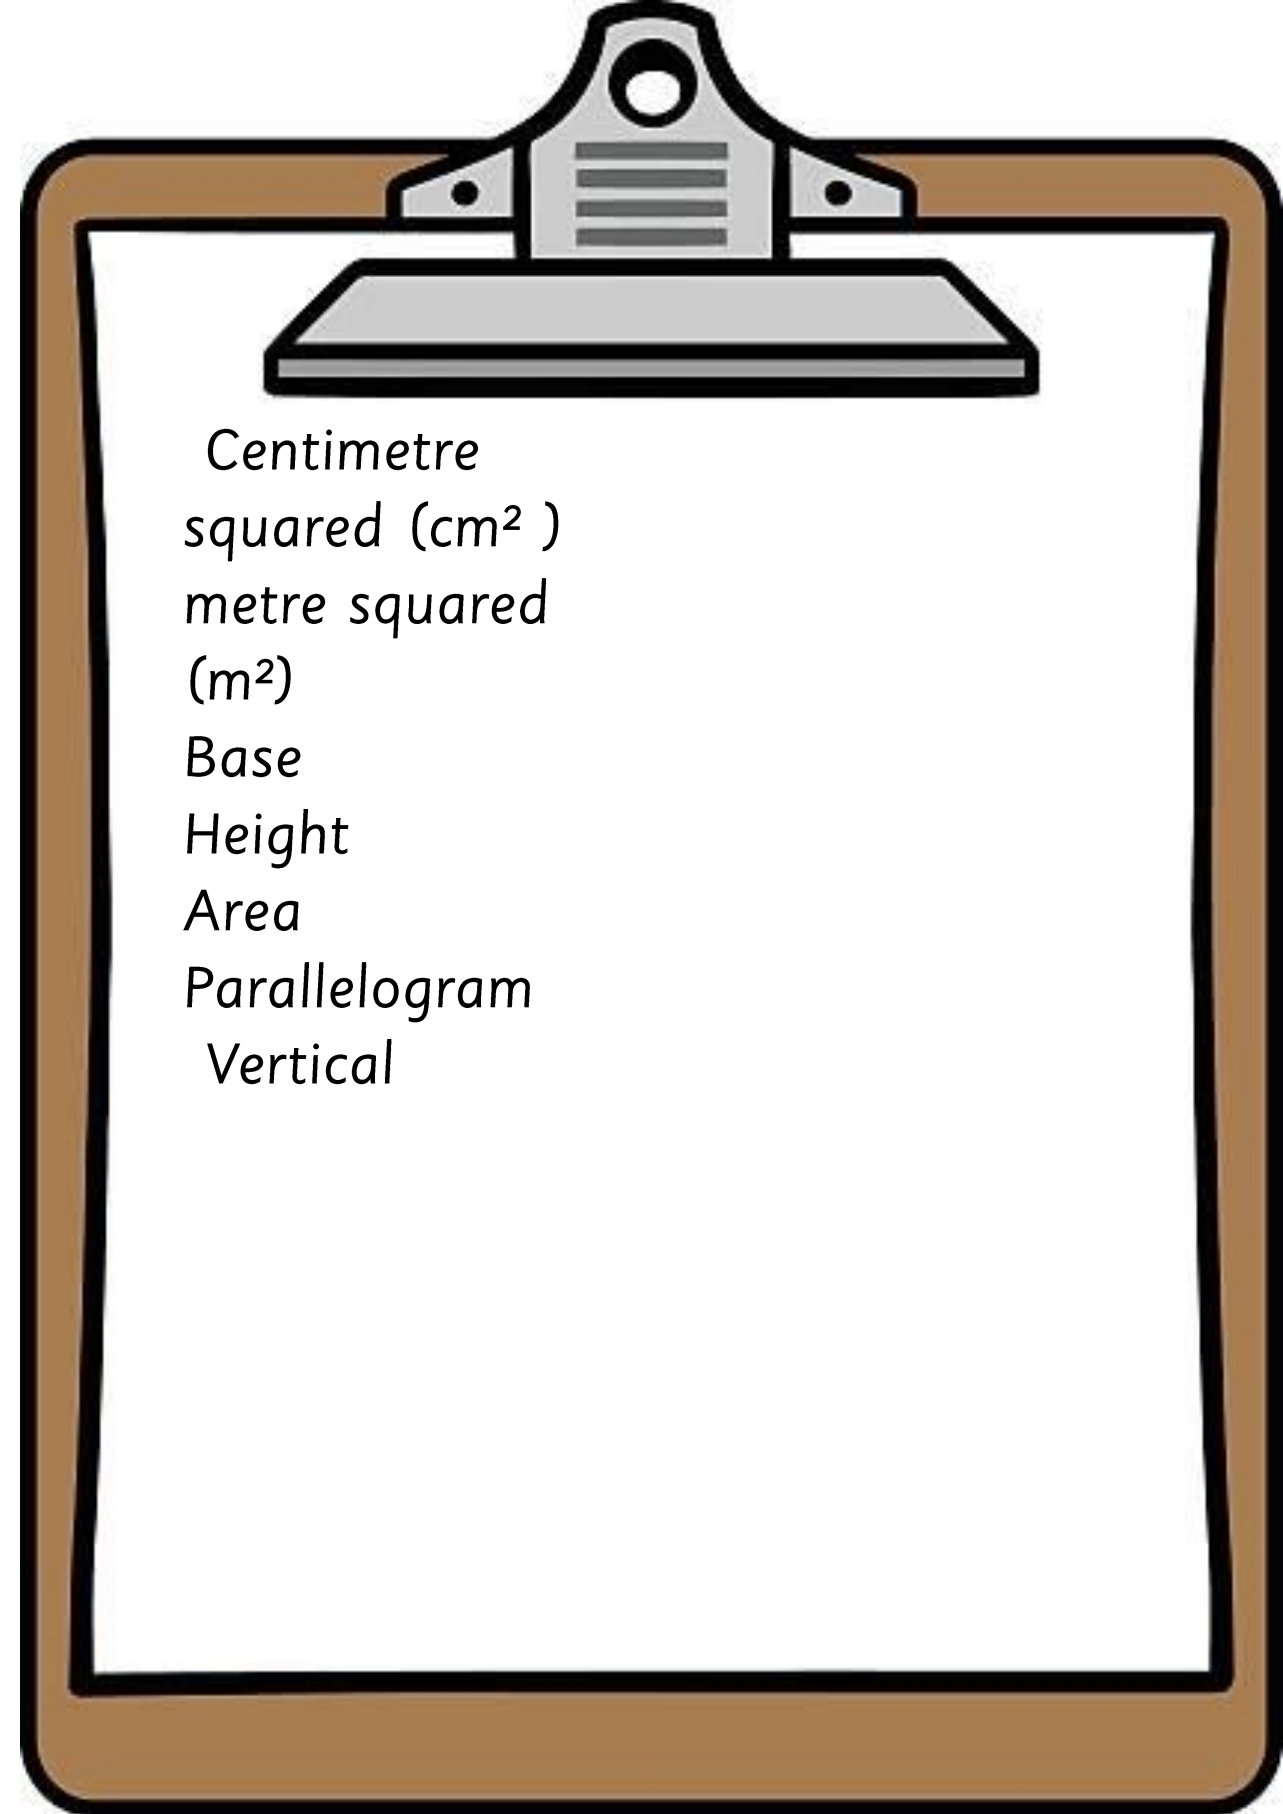 Centimetre
squared (cm² )
metre squared
(m²)
Base
Height
Area
Parallelogram
Vertical